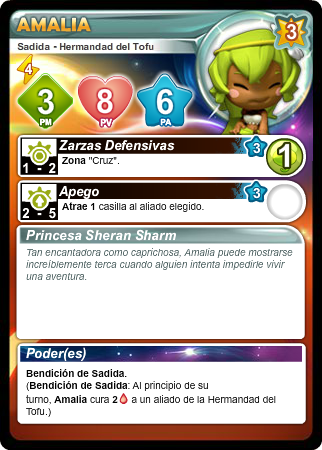 AMALIA
Sadida - Hermandad del Tofu
3
4
3
PM
8
PV
6
PA
Zarzas Defensivas
3
1
1 - 2
Zona "Cruz".
Apego
3
2 - 5
Atrae 1 casilla al aliado elegido.
Princesa Sheran Sharm
Tan encantadora como caprichosa, Amalia puede mostrarse
increíblemente terca cuando alguien intenta impedirle vivir
una aventura.
Poder(es)
Bendición de Sadida.
(Bendición de Sadida: Al principio de su
turno, Amalia cura 2 a un aliado de la Hermandad del
Tofu.)